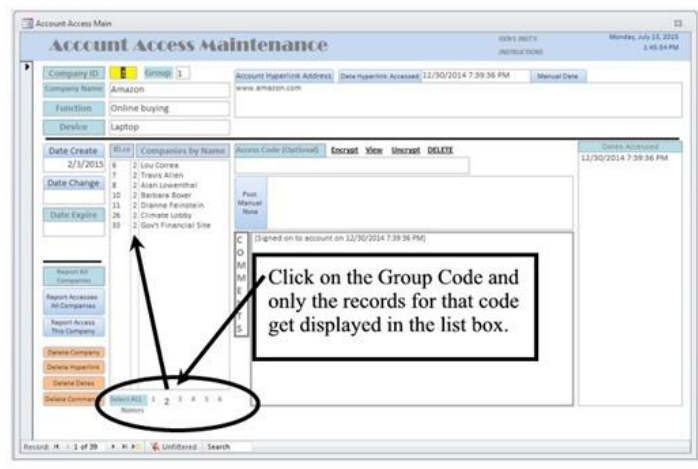 Account Access Main
Account Access Maintenance
Monday, July 13, 2015
1:45:54 PM
INSTRUCTIONS
Company ID
Group 1
Account Hyperlink Address Date Hyperlink Accessed 12/30/2014 7:39:36 PM Manual Date
Company Name Amazon
www.amazon.com
Function Online buying
Device Laptop
Date Create
2/3/2015
Date Change
Date Expire
Companies by Name
6 2 Lou Correa
7 2 Travis Allen
8 2 Alan Lowenthal
10 2 Barbara Boxer
11 2 Dianne Feinstein
26 2 Climate Lobby
33 2 Gov't Financial Site
Access Code (Optional) Encrypt View Uncrypt DELETE
Dates Accessed
12/30/2014 7:39:36 PM
Post
Manual
Note
COMMENTS
(Signed on to account on 12/30/2014 7:39:36 PM)
Click on the Group Code and
only the records for that code
get displayed in the list box.
Report All
Companies
Report Accesses
All Companies
Report Access
This Company
Delete Company
Delete Hyperlink
Delete Dates
Delete Comments
Select ALL 1 2 3 4 5 6
Names
Record: 1 of 39 Unfiltered Search